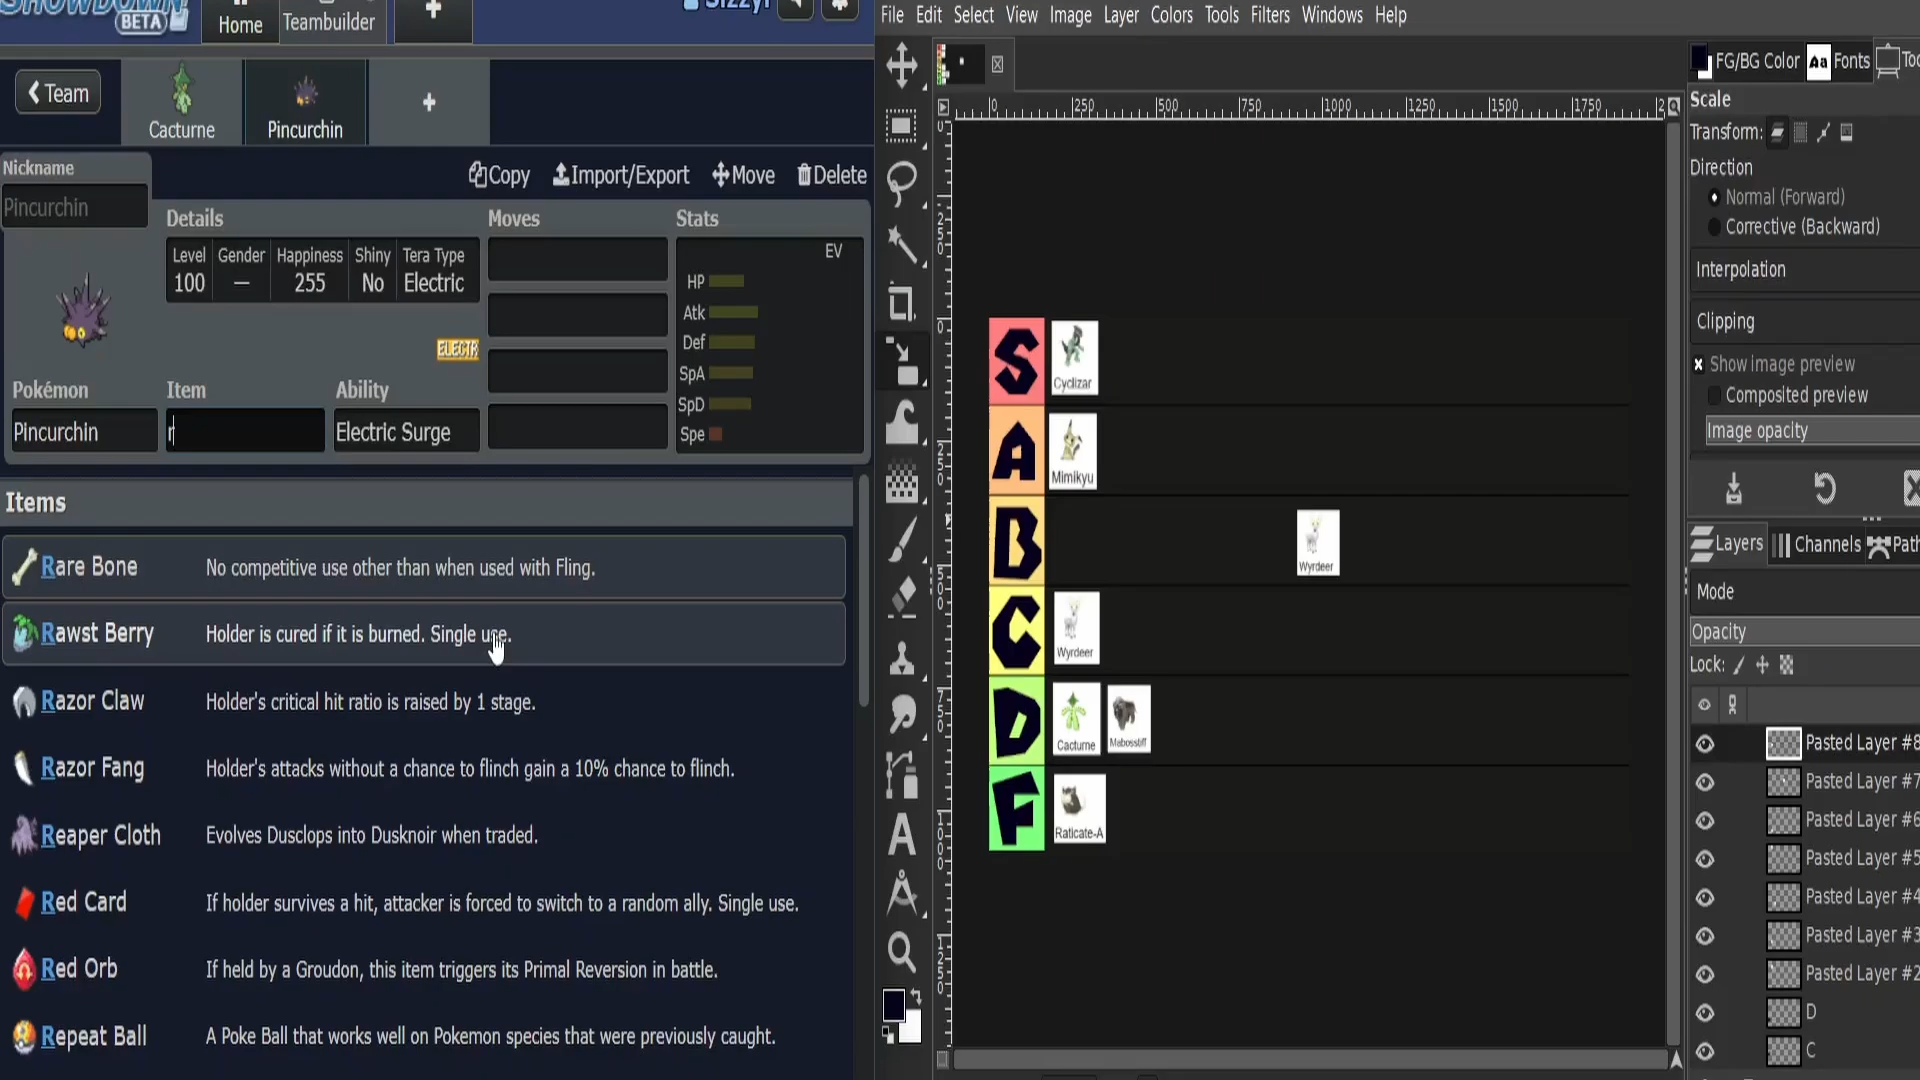 SHOWDOWN
BETA
Home
Teambuilder
+
Team
Cacturne
Pincurchin
+
Nickname
Pincurchin
Copy Import/Export Move Delete
Details
Moves
Stats
Level Gender Happiness Shiny Tera Type
100 — 255 No Electric
EV
HP
Atk
Def
SpA
SpD
Spe
ELECTR
Pokémon Item Ability
Pincurchin r Electric Surge
Items
Rare Bone No competitive use other than when used with Fling.
Rawst Berry Holder is cured if it is burned. Single use.
Razor Claw Holder's critical hit ratio is raised by 1 stage.
Razor Fang Holder's attacks without a chance to flinch gain a 10% chance to flinch.
Reaper Cloth Evolves Dusclops into Dusknoir when traded.
Red Card If holder survives a hit, attacker is forced to switch to a random ally. Single use.
Red Orb If held by a Groudon, this item triggers its Primal Reversion in battle.
Repeat Ball A Poke Ball that works well on Pokemon species that were previously caught.
File Edit Select View Image Layer Colors Tools Filters Windows Help
0 250 500 750 1000 1250 1500 1750 2
S
Cyclizar
A
Mimikyu
B
Wyrdeer
C
Wyrdeer
D
Cacturne
Mabosstiff
F
Raticate-A
FG/BG Color Aa Fonts
Scale
Transform:
Direction
Normal (Forward)
Corrective (Backward)
Interpolation
Clipping
Show image preview
Composited preview
Image opacity
Layers Channels Path
Mode
Opacity
Lock:
Pasted Layer #8
Pasted Layer #7
Pasted Layer #6
Pasted Layer #5
Pasted Layer #4
Pasted Layer #3
Pasted Layer #2
D
C